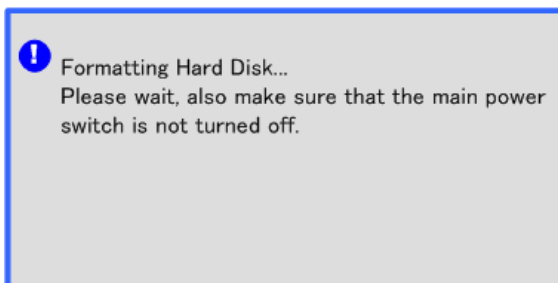 Formatting Hard Disk...
Please wait, also make sure that the main power
switch is not turned off.